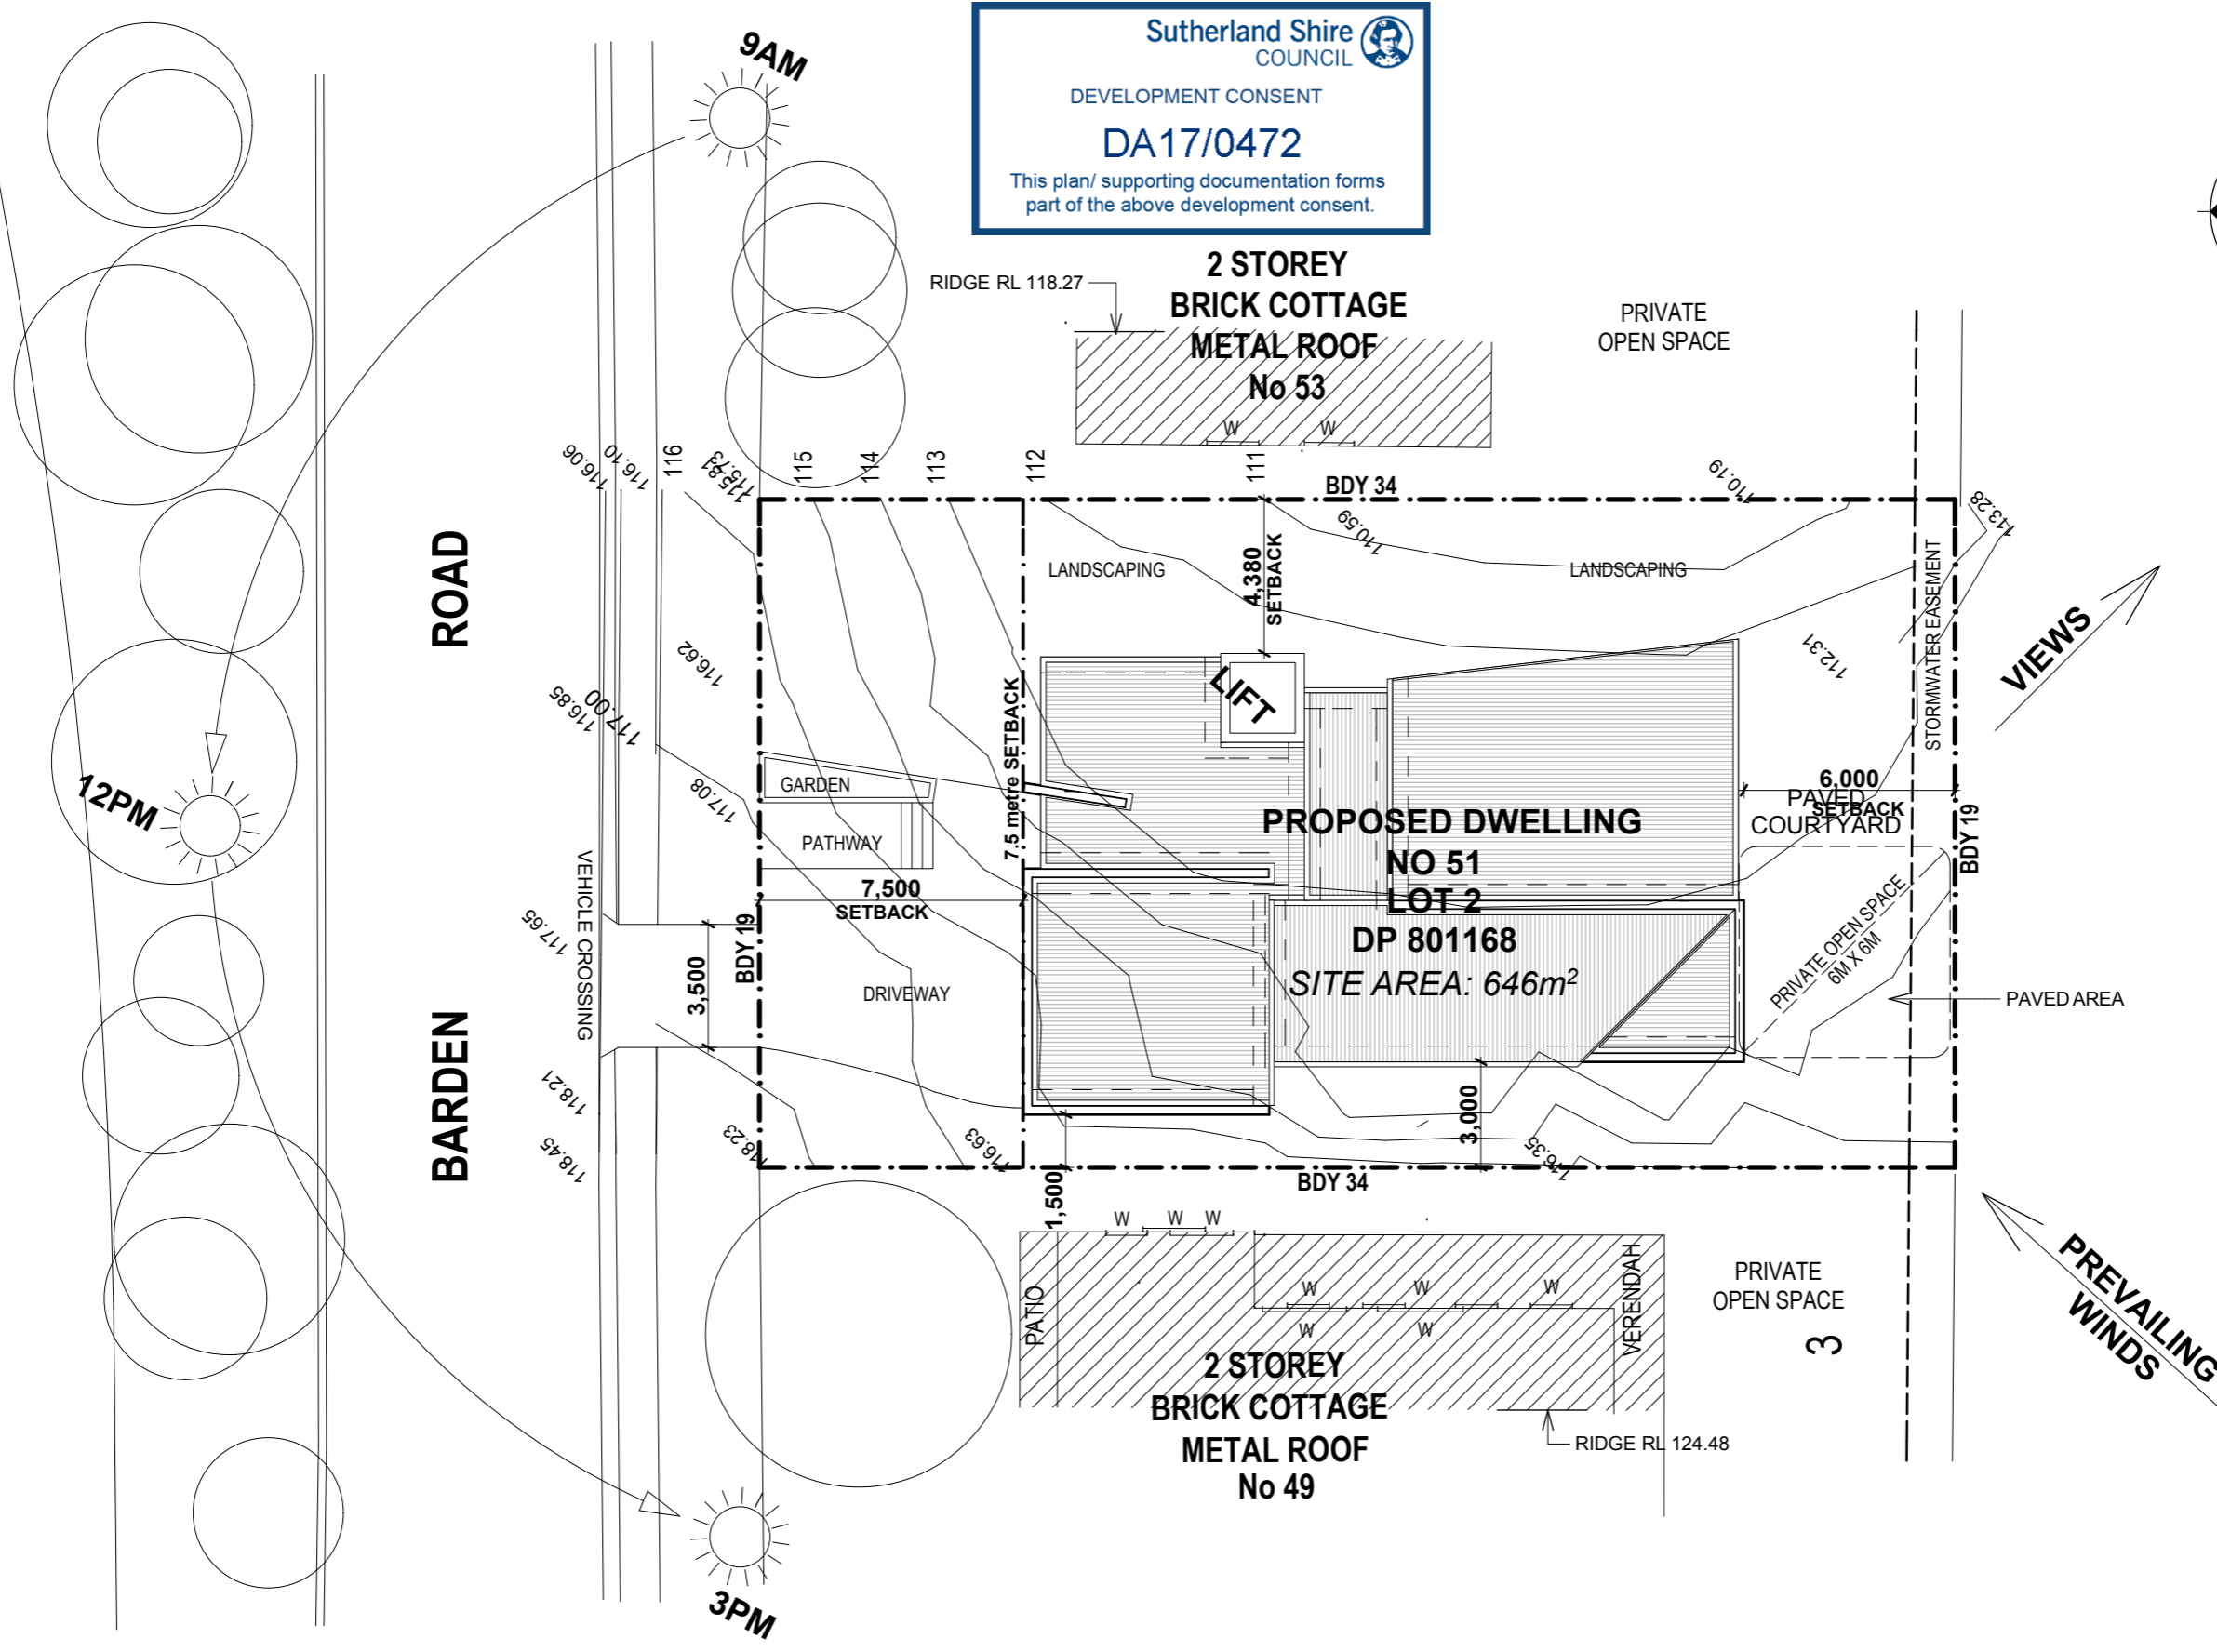 Sutherland Shire
COUNCIL
DEVELOPMENT CONSENT
DA17/0472
This plan/ supporting documentation forms
part of the above development consent.
9AM
12PM
3PM
BARDEN ROAD
2 STOREY
BRICK COTTAGE
METAL ROOF
No 53
RIDGE RL 118.27
PRIVATE
OPEN SPACE
W
W
116.06
116.10
116
115.81
115.73
115
114
113
112
111
BDY 34
110.19
113.28
110.59
LANDSCAPING
4,380
SETBACK
LANDSCAPING
STORMWATER EASEMENT
VIEWS
112.31
116.62
116.85
117.00
117.08
7.5 metre SETBACK
LIFT
GARDEN
PATHWAY
6,000
SETBACK
PAVED
COURTYARD
BDY 19
PROPOSED DWELLING
NO 51
LOT 2
DP 801168
SITE AREA: 646m²
7,500
SETBACK
VEHICLE CROSSING
117.65
3,500
BDY 19
DRIVEWAY
PRIVATE OPEN SPACE
6M X 6M
PAVED AREA
118.21
118.45
118.23
116.63
3,000
116.35
1,500
BDY 34
W
W
W
PATIO
W
W
W
W
W
VERENDAH
2 STOREY
BRICK COTTAGE
METAL ROOF
No 49
RIDGE RL 124.48
PRIVATE
OPEN SPACE
3
PREVAILING
WINDS